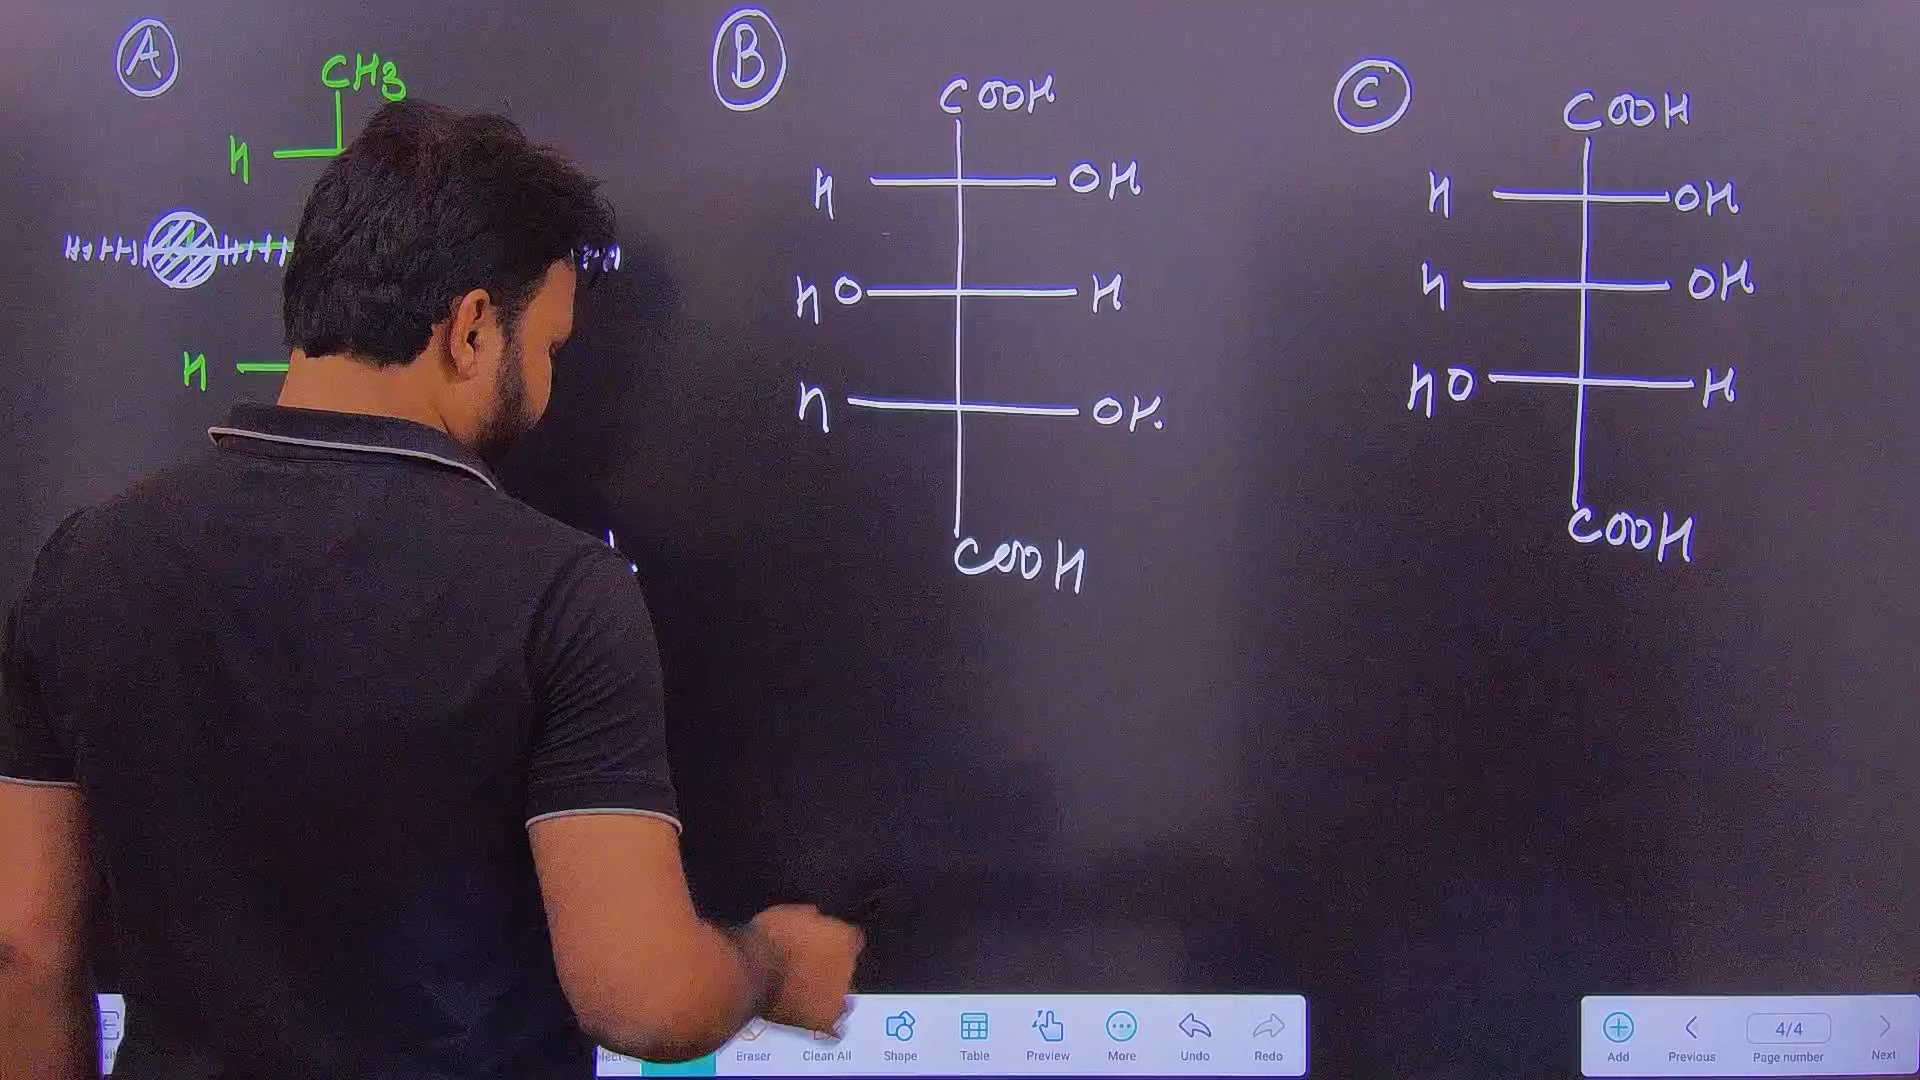 A
CH3
H
H
B
COOH
H OH
HO H
H OH.
COOH
C
COOH
H OH
H OH
HO H
COOH
Eraser Clean All Shape Table Preview More Undo Redo
Add Previous 4/4 Page number Next